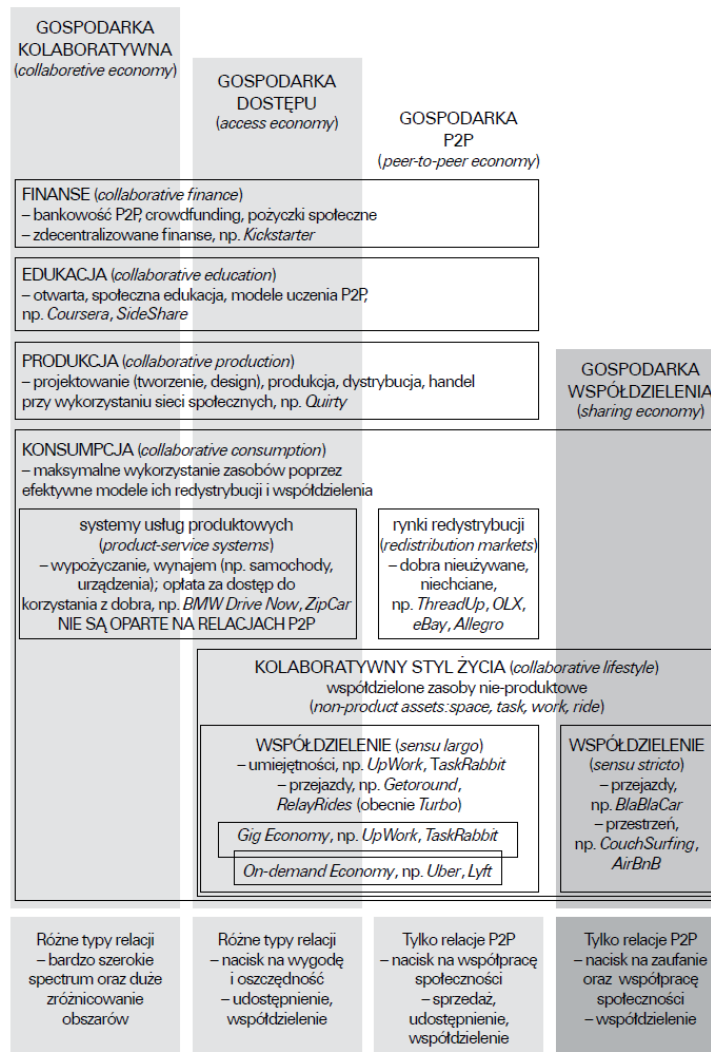 GOSPODARKA
KOLABORATYWNA
(collaboretive economy)
GOSPODARKA
DOSTĘPU
(access economy)
GOSPODARKA
P2P
(peer-to-peer economy)
FINANSE (collaborative finance)
– bankowość P2P, crowdfunding, pożyczki społeczne
– zdecentralizowane finanse, np. Kickstarter
EDUKACJA (collaborative education)
– otwarta, społeczna edukacja, modele uczenia P2P,
np. Coursera, SideShare
PRODUKCJA (collaborative production)
– projektowanie (tworzenie, design), produkcja, dystrybucja, handel
przy wykorzystaniu sieci społecznych, np. Quirty
GOSPODARKA
WSPÓŁDZIELENIA
(sharing economy)
KONSUMPCJA (collaborative consumption)
– maksymalne wykorzystanie zasobów poprzez
efektywne modele ich redystrybucji i współdzielenia
systemy usług produktowych
(product-service systems)
– wypożyczanie, wynajem (np. samochody,
urządzenia); opłata za dostęp do
korzystania z dobra, np. BMW Drive Now, ZipCar
NIE SĄ OPARTE NA RELACJACH P2P
rynki redystrybucji
(redistribution markets)
– dobra nieużywane,
niechciane,
np. ThreadUp, OLX,
eBay, Allegro
KOLABORATYWNY STYL ŻYCIA (collaborative lifestyle)
współdzielone zasoby nie-produktowe
(non-product assets:space, task, work, ride)
WSPÓŁDZIELENIE (sensu largo)
– umiejętności, np. UpWork, TaskRabbit
– przejazdy, np. Getoround,
RelayRides (obecnie Turbo)
Gig Economy, np. UpWork, TaskRabbit
On-demand Economy, np. Uber, Lyft
WSPÓŁDZIELENIE
(sensu stricto)
– przejazdy,
np. BlaBlaCar
– przestrzeń,
np. CouchSurfing,
AirBnB
Różne typy relacji
– bardzo szerokie
spectrum oraz duże
zróżnicowanie
obszarów
Różne typy relacji
– nacisk na wygodę
i oszczędność
– udostępnienie,
współdzielenie
Tylko relacje P2P
– nacisk na współpracę
społeczności
– sprzedaż,
udostępnienie,
współdzielenie
Tylko relacje P2P
– nacisk na zaufanie
oraz współpracę
społeczności
– współdzielenie